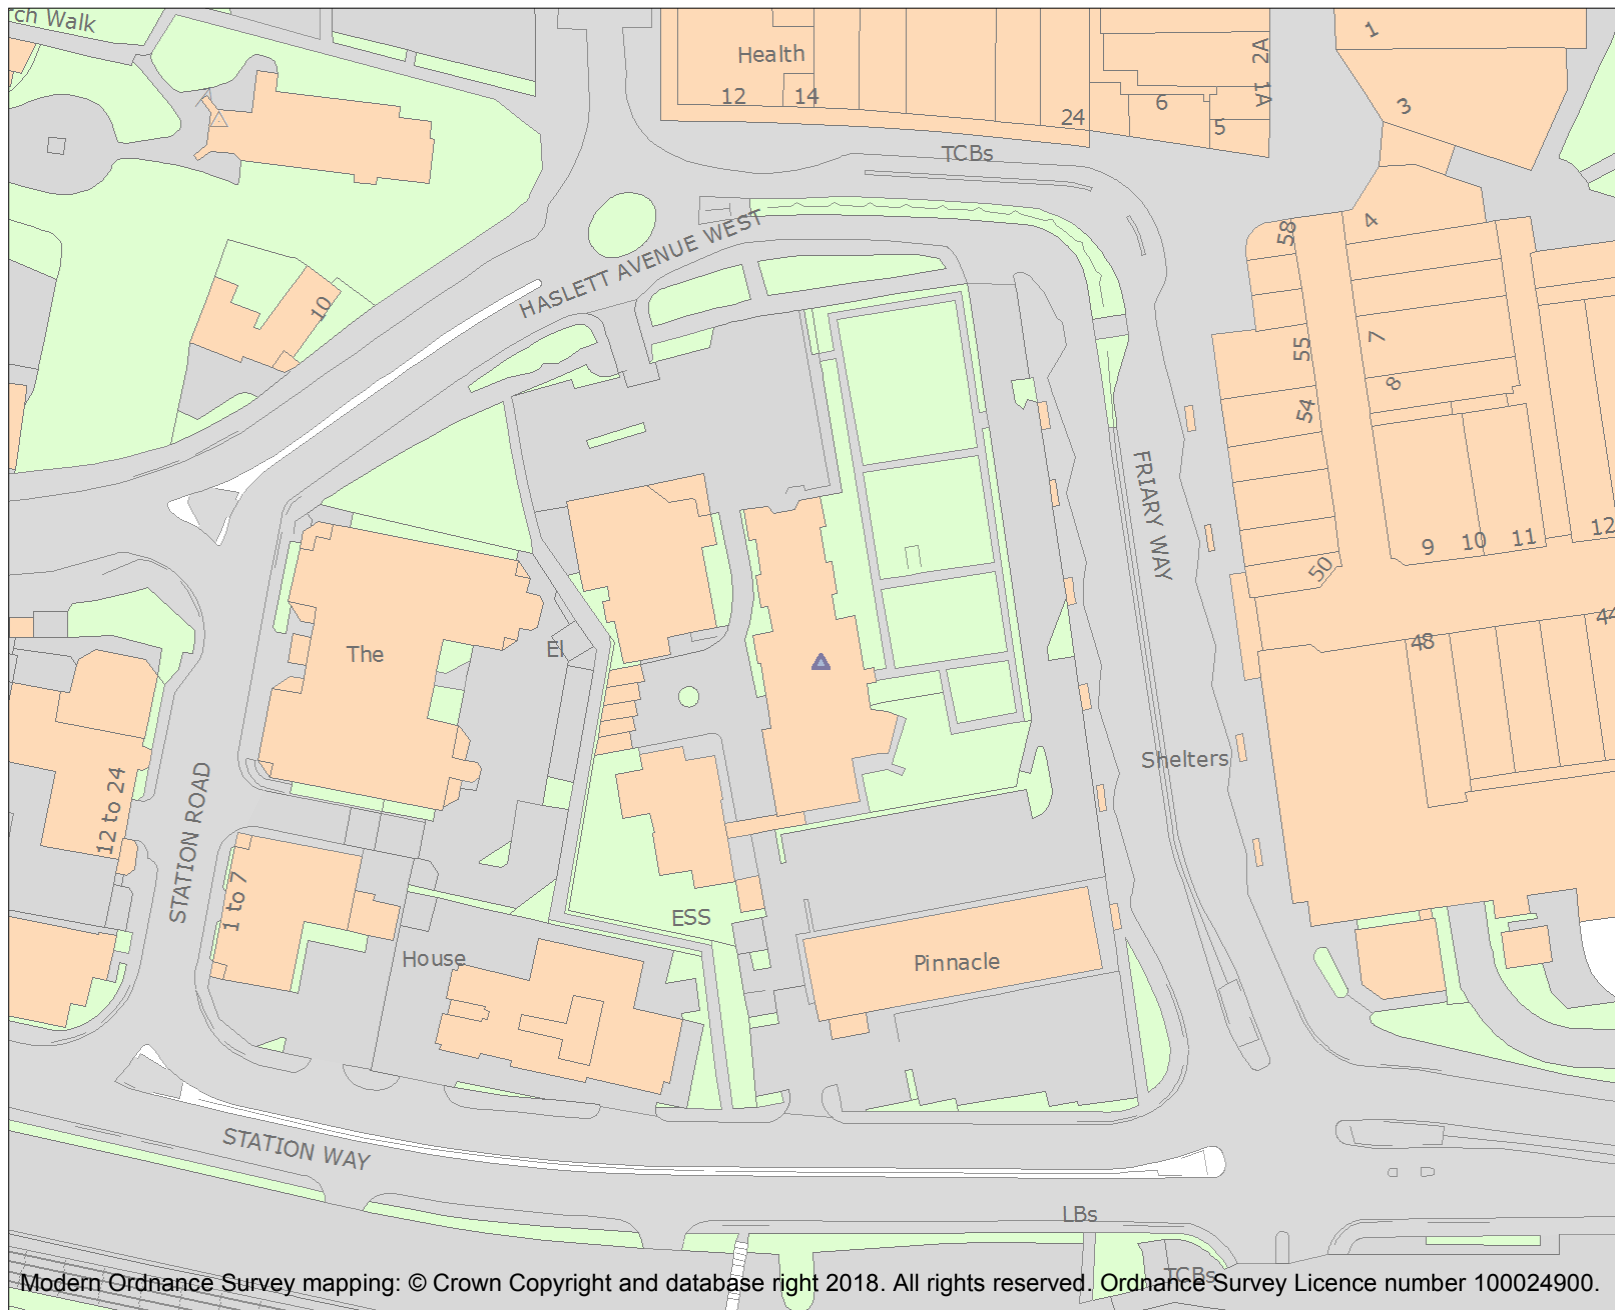 ch Walk
Health
12
14
24
6
5
2A
1A
1
3
TCBs
HASLETT AVENUE WEST
10
58
4
55
7
54
8
FRIARY WAY
9
10
11
12
50
48
44
The
El
12 to 24
STATION ROAD
1 to 7
House
ESS
Pinnacle
Shelters
STATION WAY
LBs
TCBs
Modern Ordnance Survey mapping: © Crown Copyright and database right 2018. All rights reserved. Ordnance Survey Licence number 100024900.